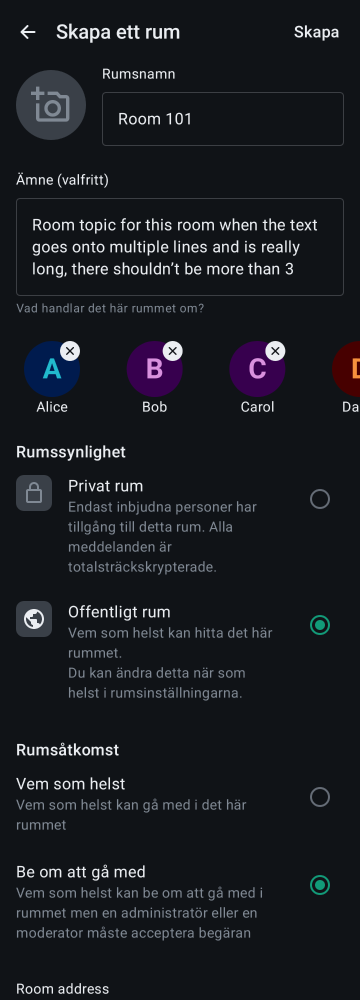 Skapa ett rum
Skapa
Rumsnamn
Room 101
Ämne (valfritt)
Room topic for this room when the text
goes onto multiple lines and is really
long, there shouldn’t be more than 3
Vad handlar det här rummet om?
A
B
C
D
Alice
Bob
Carol
Da
Rumssynlighet
Privat rum
Endast inbjudna personer har
tillgång till detta rum. Alla
meddelanden är
totalsträckskrypterade.
Offentligt rum
Vem som helst kan hitta det här
rummet.
Du kan ändra detta när som
helst i rumsinställningarna.
Rumsåtkomst
Vem som helst
Vem som helst kan gå med i det här
rummet
Be om att gå med
Vem som helst kan be om att gå med i
rummet men en administratör eller en
moderator måste acceptera begäran
Room address